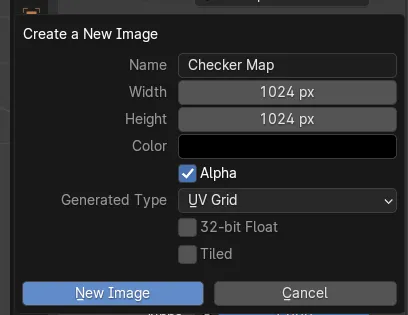 Create a New Image
Name Checker Map
Width 1024 px
Height 1024 px
Color
Alpha
Generated Type UV Grid
32-bit Float
Tiled
New Image Cancel